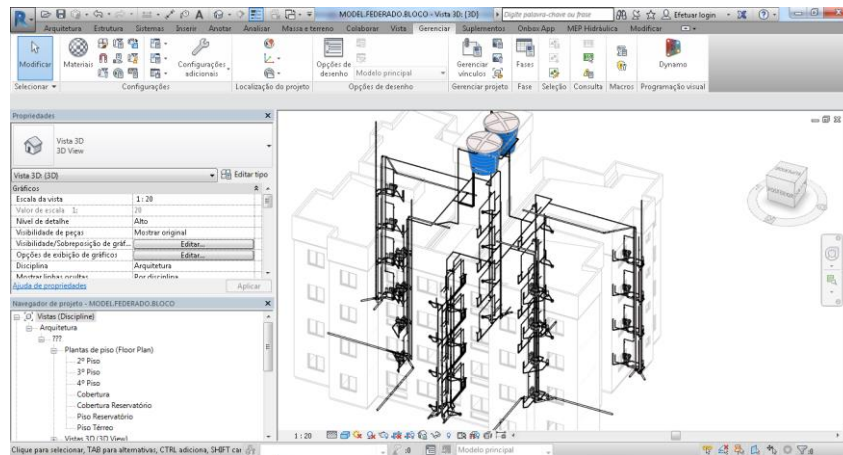 MODEL.FEDERADO.BLOCO - Vista 3D: {3D}
Digite palavra-chave ou frase
Efetuar login
Arquitetura Estrutura Sistemas Inserir Anotar Analisar Massa e terreno Colaborar Vista Gerenciar Suplementos Onbox App MEP Hidráulica Modificar
Modificar
Materiais
Configurações adicionais
Opções de desenho
Modelo principal
Gerenciar vínculos
Fases
Dynamo
Selecionar Configurações Localização do projeto Opções de desenho Gerenciar projeto Fase Seleção Consulta Macros Programação visual
Propriedades
Vista 3D
3D View
Vista 3D: {3D}
Editar tipo
Gráficos
Escala da vista 1 : 20
Valor de escala 1: 20
Nível de detalhe Alto
Visibilidade de peças Mostrar original
Visibilidade/Sobreposição de gráf... Editar...
Opções de exibição de gráficos Editar...
Disciplina Arquitetura
Mostrar linhas ocultas Por disciplina
Ajuda de propriedades
Aplicar
Navegador de projeto - MODEL.FEDERADO.BLOCO
Vistas (Discipline)
Arquitetura
???
Plantas de piso (Floor Plan)
2º Piso
3º Piso
4º Piso
Cobertura
Cobertura Reservatório
Piso Reservatório
Piso Térreo
Vistas 3D (3D View)
1 : 20
Clique para selecionar, TAB para alternativas, CTRL adiciona, SHIFT car
:0
Modelo principal
:0